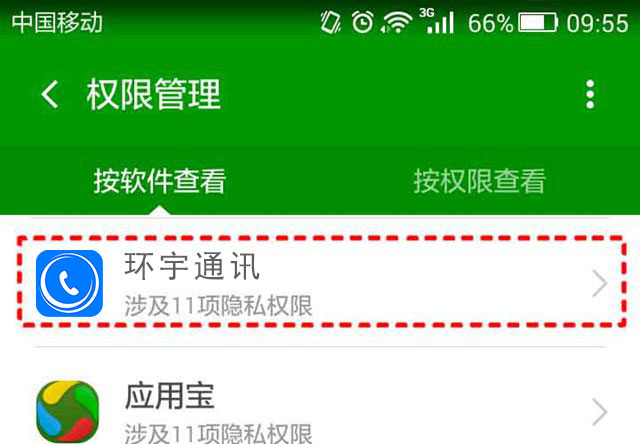 中国移动 3G 66% 09:55
权限管理
按软件查看 按权限查看
环宇通讯
涉及11项隐私权限
应用宝
涉及11项隐私权限